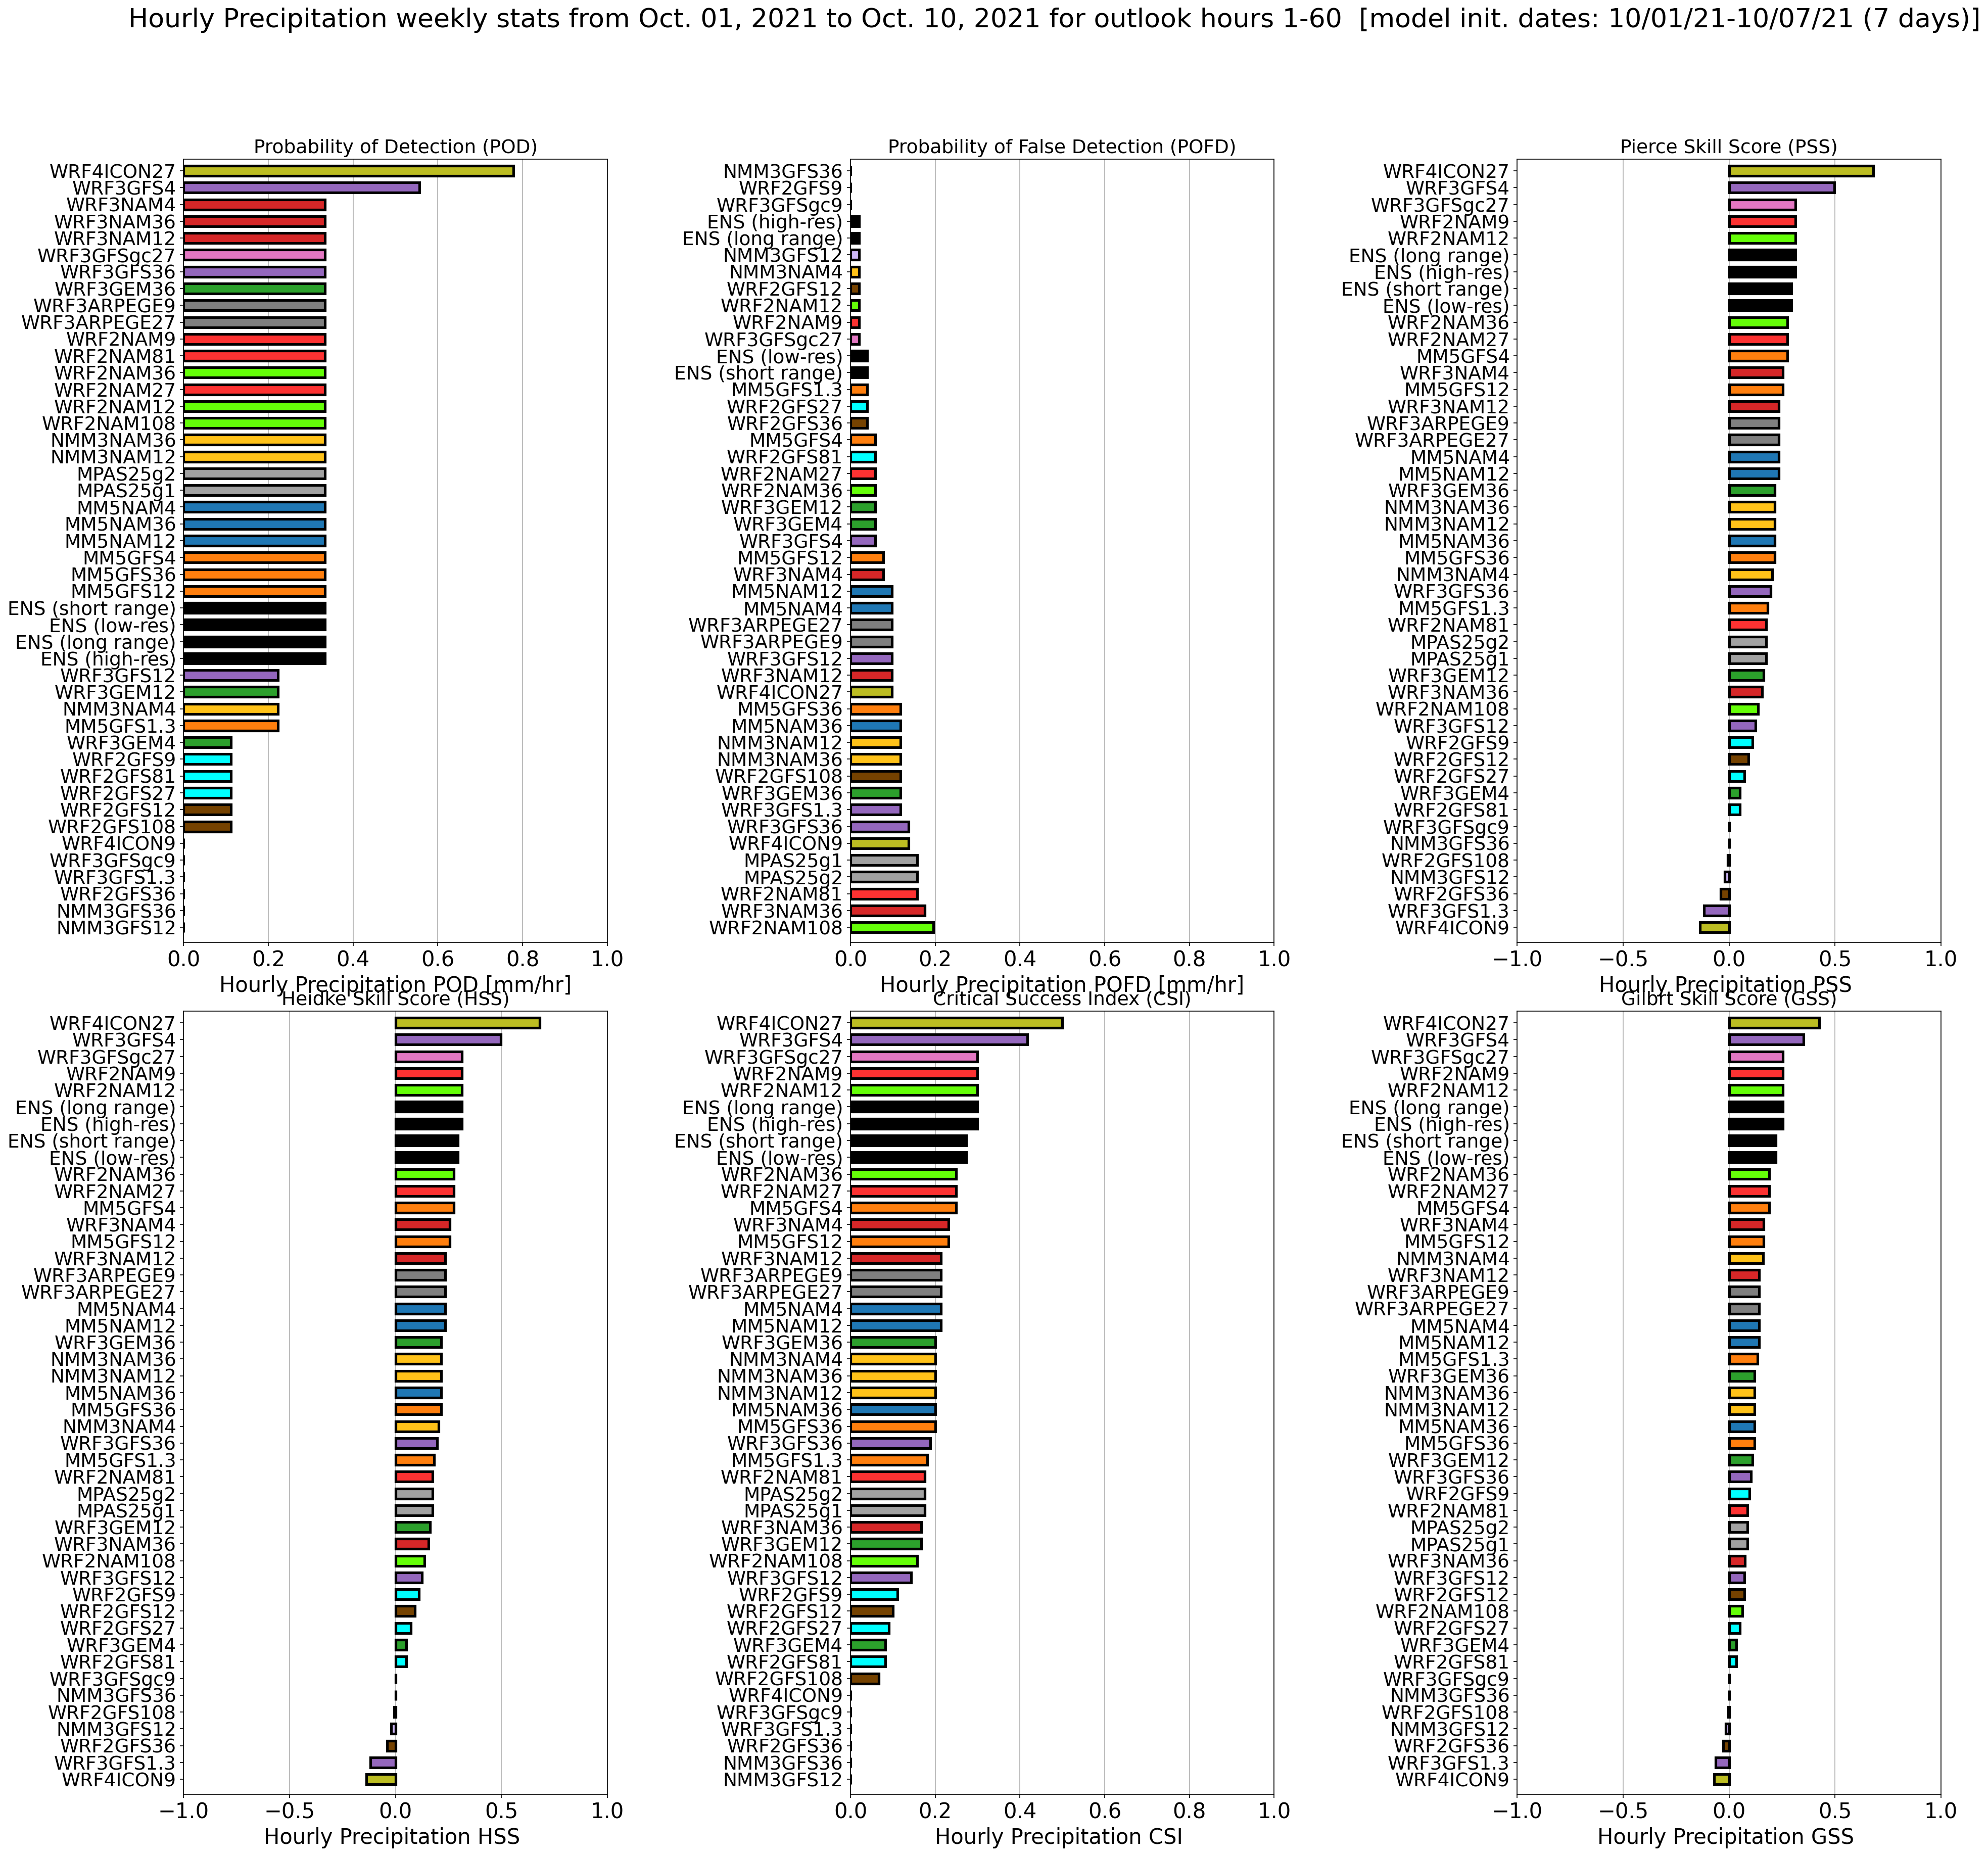 Hourly Precipitation weekly stats from Oct. 01, 2021 to Oct. 10, 2021 for outlook hours 1-60  [model init. dates: 10/01/21-10/07/21 (7 days)]
Probability of Detection (POD)
WRF4ICON27
WRF3GFS4
WRF3NAM4
WRF3NAM36
WRF3NAM12
WRF3GFSgc27
WRF3GFS36
WRF3GEM36
WRF3ARPEGE9
WRF3ARPEGE27
WRF2NAM9
WRF2NAM81
WRF2NAM36
WRF2NAM27
WRF2NAM12
WRF2NAM108
NMM3NAM36
NMM3NAM12
MPAS25g2
MPAS25g1
MM5NAM4
MM5NAM36
MM5NAM12
MM5GFS4
MM5GFS36
MM5GFS12
ENS (short range)
ENS (low-res)
ENS (long range)
ENS (high-res)
WRF3GFS12
WRF3GEM12
NMM3NAM4
MM5GFS1.3
WRF3GEM4
WRF2GFS9
WRF2GFS81
WRF2GFS27
WRF2GFS12
WRF2GFS108
WRF4ICON9
WRF3GFSgc9
WRF3GFS1.3
WRF2GFS36
NMM3GFS36
NMM3GFS12
0.0 0.2 0.4 0.6 0.8 1.0
Hourly Precipitation POD [mm/hr]
Probability of False Detection (POFD)
NMM3GFS36
WRF2GFS9
WRF3GFSgc9
ENS (high-res)
ENS (long range)
NMM3GFS12
NMM3NAM4
WRF2GFS12
WRF2NAM12
WRF2NAM9
WRF3GFSgc27
ENS (low-res)
ENS (short range)
MM5GFS1.3
WRF2GFS27
WRF2GFS36
MM5GFS4
WRF2GFS81
WRF2NAM27
WRF2NAM36
WRF3GEM12
WRF3GEM4
WRF3GFS4
MM5GFS12
WRF3NAM4
MM5NAM12
MM5NAM4
WRF3ARPEGE27
WRF3ARPEGE9
WRF3GFS12
WRF3NAM12
WRF4ICON27
MM5GFS36
MM5NAM36
NMM3NAM12
NMM3NAM36
WRF2GFS108
WRF3GEM36
WRF3GFS1.3
WRF3GFS36
WRF4ICON9
MPAS25g1
MPAS25g2
WRF2NAM81
WRF3NAM36
WRF2NAM108
0.0 0.2 0.4 0.6 0.8 1.0
Hourly Precipitation POFD [mm/hr]
Pierce Skill Score (PSS)
WRF4ICON27
WRF3GFS4
WRF3GFSgc27
WRF2NAM9
WRF2NAM12
ENS (long range)
ENS (high-res)
ENS (short range)
ENS (low-res)
WRF2NAM36
WRF2NAM27
MM5GFS4
WRF3NAM4
MM5GFS12
WRF3NAM12
WRF3ARPEGE9
WRF3ARPEGE27
MM5NAM4
MM5NAM12
WRF3GEM36
NMM3NAM36
NMM3NAM12
MM5NAM36
MM5GFS36
NMM3NAM4
WRF3GFS36
MM5GFS1.3
WRF2NAM81
MPAS25g2
MPAS25g1
WRF3GEM12
WRF3NAM36
WRF2NAM108
WRF3GFS12
WRF2GFS9
WRF2GFS12
WRF2GFS27
WRF3GEM4
WRF2GFS81
WRF3GFSgc9
NMM3GFS36
WRF2GFS108
NMM3GFS12
WRF2GFS36
WRF3GFS1.3
WRF4ICON9
−1.0 −0.5 0.0 0.5 1.0
Hourly Precipitation PSS
Heidke Skill Score (HSS)
WRF4ICON27
WRF3GFS4
WRF3GFSgc27
WRF2NAM9
WRF2NAM12
ENS (long range)
ENS (high-res)
ENS (short range)
ENS (low-res)
WRF2NAM36
WRF2NAM27
MM5GFS4
WRF3NAM4
MM5GFS12
WRF3NAM12
WRF3ARPEGE9
WRF3ARPEGE27
MM5NAM4
MM5NAM12
WRF3GEM36
NMM3NAM36
NMM3NAM12
MM5NAM36
MM5GFS36
NMM3NAM4
WRF3GFS36
MM5GFS1.3
WRF2NAM81
MPAS25g2
MPAS25g1
WRF3GEM12
WRF3NAM36
WRF2NAM108
WRF3GFS12
WRF2GFS9
WRF2GFS12
WRF2GFS27
WRF3GEM4
WRF2GFS81
WRF3GFSgc9
NMM3GFS36
WRF2GFS108
NMM3GFS12
WRF2GFS36
WRF3GFS1.3
WRF4ICON9
−1.0 −0.5 0.0 0.5 1.0
Hourly Precipitation HSS
Critical Success Index (CSI)
WRF4ICON27
WRF3GFS4
WRF3GFSgc27
WRF2NAM9
WRF2NAM12
ENS (long range)
ENS (high-res)
ENS (short range)
ENS (low-res)
WRF2NAM36
WRF2NAM27
MM5GFS4
WRF3NAM4
MM5GFS12
WRF3NAM12
WRF3ARPEGE9
WRF3ARPEGE27
MM5NAM4
MM5NAM12
WRF3GEM36
NMM3NAM4
NMM3NAM36
NMM3NAM12
MM5NAM36
MM5GFS36
WRF3GFS36
MM5GFS1.3
WRF2NAM81
MPAS25g2
MPAS25g1
WRF3NAM36
WRF3GEM12
WRF2NAM108
WRF3GFS12
WRF2GFS9
WRF2GFS12
WRF2GFS27
WRF3GEM4
WRF2GFS81
WRF2GFS108
WRF4ICON9
WRF3GFSgc9
WRF3GFS1.3
WRF2GFS36
NMM3GFS36
NMM3GFS12
0.0 0.2 0.4 0.6 0.8 1.0
Hourly Precipitation CSI
Gilbrt Skill Score (GSS)
WRF4ICON27
WRF3GFS4
WRF3GFSgc27
WRF2NAM9
WRF2NAM12
ENS (long range)
ENS (high-res)
ENS (short range)
ENS (low-res)
WRF2NAM36
WRF2NAM27
MM5GFS4
WRF3NAM4
MM5GFS12
NMM3NAM4
WRF3NAM12
WRF3ARPEGE9
WRF3ARPEGE27
MM5NAM4
MM5NAM12
MM5GFS1.3
WRF3GEM36
NMM3NAM36
NMM3NAM12
MM5NAM36
MM5GFS36
WRF3GEM12
WRF3GFS36
WRF2GFS9
WRF2NAM81
MPAS25g2
MPAS25g1
WRF3NAM36
WRF3GFS12
WRF2GFS12
WRF2NAM108
WRF2GFS27
WRF3GEM4
WRF2GFS81
WRF3GFSgc9
NMM3GFS36
WRF2GFS108
NMM3GFS12
WRF2GFS36
WRF3GFS1.3
WRF4ICON9
−1.0 −0.5 0.0 0.5 1.0
Hourly Precipitation GSS